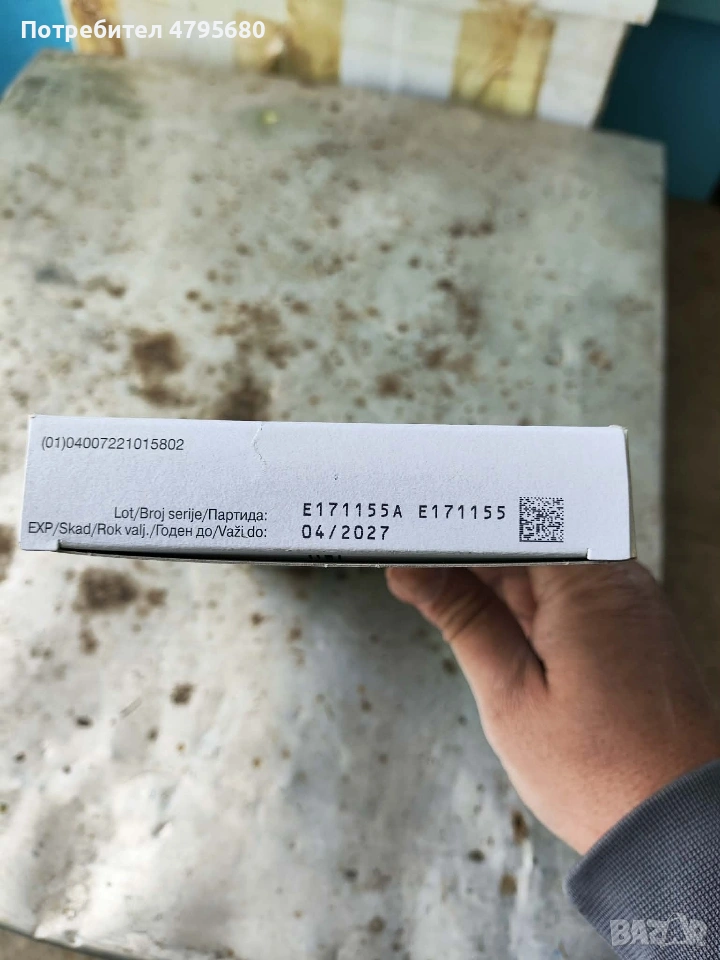 Потребител 4795680
(01)04007221015802
Lot/Broj serije/Партида: E171155A E171155
EXP/Skad/Rok valj./Годен до/Važi do: 04/2027
BAZAR